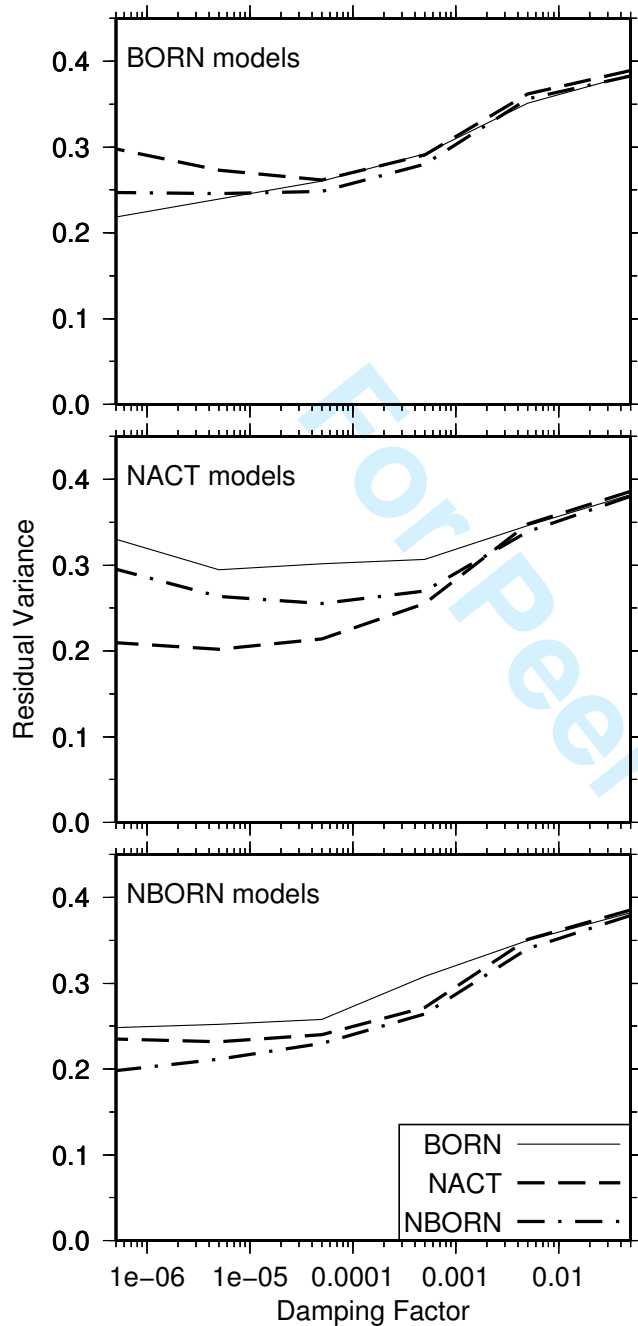 BORN models
0.4
0.3
0.2
0.1
0.0
NACT models
0.4
0.3
0.2
0.1
0.0
Residual Variance
NBORN models
0.4
0.3
0.2
0.1
0.0
BORN
NACT
NBORN
1e−06 1e−05 0.0001 0.001 0.01
Damping Factor
For Peer